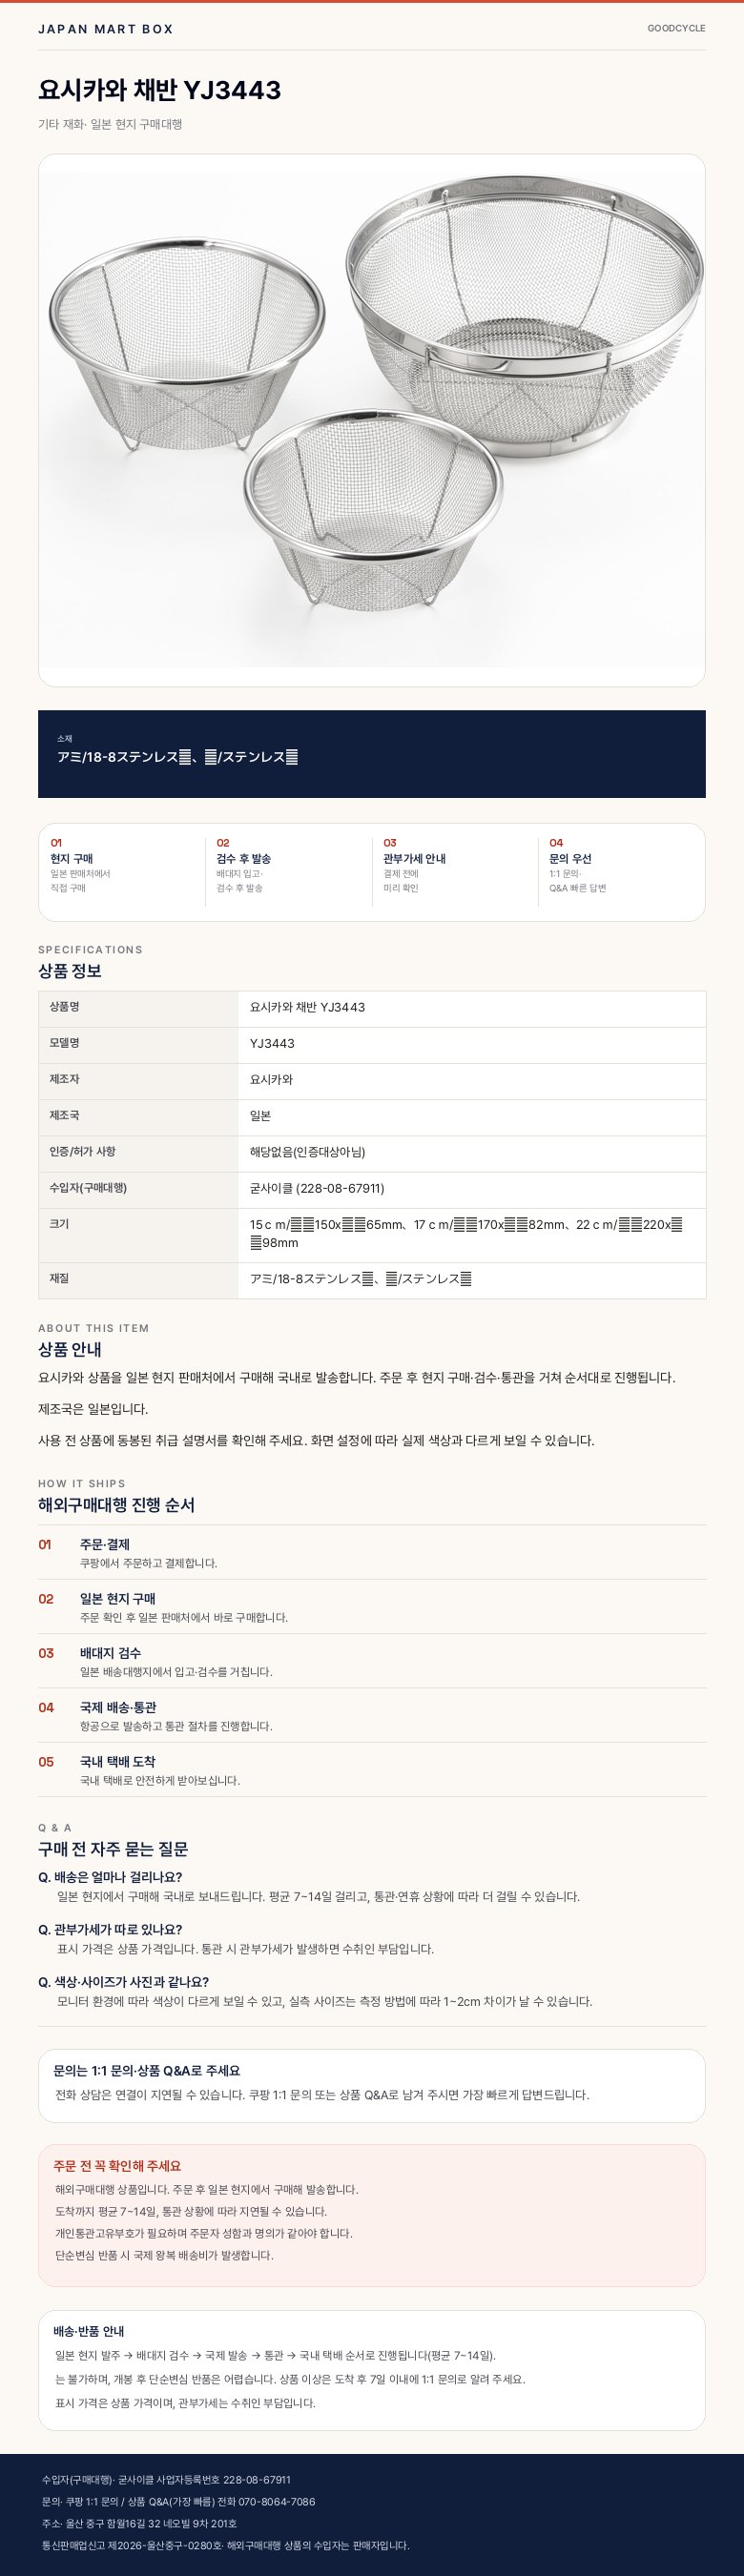 JAPAN MART BOX
GOODCYCLE
요시카와 채반 YJ3443
기타 재화· 일본 현지 구매대행
소재
アミ/18-8ステンレス、/ステンレス
01
현지 구매
일본 판매처에서
직접 구매
02
검수 후 발송
배대지 입고·
검수 후 발송
03
관부가세 안내
결제 전에
미리 확인
04
문의 우선
1:1 문의·
Q&A 빠른 답변
SPECIFICATIONS
상품 정보
상품명 요시카와 채반 YJ3443
모델명 YJ3443
제조자 요시카와
제조국 일본
인증/허가 사항 해당없음(인증대상아님)
수입자(구매대행) 굳사이클 (228-08-67911)
크기 15ｃm/150x65mm、17ｃm/170x82mm、22ｃm/220x
98mm
재질 アミ/18-8ステンレス、/ステンレス
ABOUT THIS ITEM
상품 안내
요시카와 상품을 일본 현지 판매처에서 구매해 국내로 발송합니다. 주문 후 현지 구매·검수·통관을 거쳐 순서대로 진행됩니다.
제조국은 일본입니다.
사용 전 상품에 동봉된 취급 설명서를 확인해 주세요. 화면 설정에 따라 실제 색상과 다르게 보일 수 있습니다.
HOW IT SHIPS
해외구매대행 진행 순서
01 주문·결제
쿠팡에서 주문하고 결제합니다.
02 일본 현지 구매
주문 확인 후 일본 판매처에서 바로 구매합니다.
03 배대지 검수
일본 배송대행지에서 입고·검수를 거칩니다.
04 국제 배송·통관
항공으로 발송하고 통관 절차를 진행합니다.
05 국내 택배 도착
국내 택배로 안전하게 받아보십니다.
Q & A
구매 전 자주 묻는 질문
Q. 배송은 얼마나 걸리나요?
일본 현지에서 구매해 국내로 보내드립니다. 평균 7~14일 걸리고, 통관·연휴 상황에 따라 더 걸릴 수 있습니다.
Q. 관부가세가 따로 있나요?
표시 가격은 상품 가격입니다. 통관 시 관부가세가 발생하면 수취인 부담입니다.
Q. 색상·사이즈가 사진과 같나요?
모니터 환경에 따라 색상이 다르게 보일 수 있고, 실측 사이즈는 측정 방법에 따라 1~2cm 차이가 날 수 있습니다.
문의는 1:1 문의·상품 Q&A로 주세요
전화 상담은 연결이 지연될 수 있습니다. 쿠팡 1:1 문의 또는 상품 Q&A로 남겨 주시면 가장 빠르게 답변드립니다.
주문 전 꼭 확인해 주세요
해외구매대행 상품입니다. 주문 후 일본 현지에서 구매해 발송합니다.
도착까지 평균 7~14일, 통관 상황에 따라 지연될 수 있습니다.
개인통관고유부호가 필요하며 주문자 성함과 명의가 같아야 합니다.
단순변심 반품 시 국제 왕복 배송비가 발생합니다.
배송·반품 안내
일본 현지 발주 → 배대지 검수 → 국제 발송 → 통관 → 국내 택배 순서로 진행됩니다(평균 7~14일).
는 불가하며, 개봉 후 단순변심 반품은 어렵습니다. 상품 이상은 도착 후 7일 이내에 1:1 문의로 알려 주세요.
표시 가격은 상품 가격이며, 관부가세는 수취인 부담입니다.
수입자(구매대행)· 굳사이클 사업자등록번호 228-08-67911
문의· 쿠팡 1:1 문의 / 상품 Q&A(가장 빠름) 전화 070-8064-7086
주소· 울산 중구 함월16길 32 네오빌 9차 201호
통신판매업신고 제2026-울산중구-0280호· 해외구매대행 상품의 수입자는 판매자입니다.